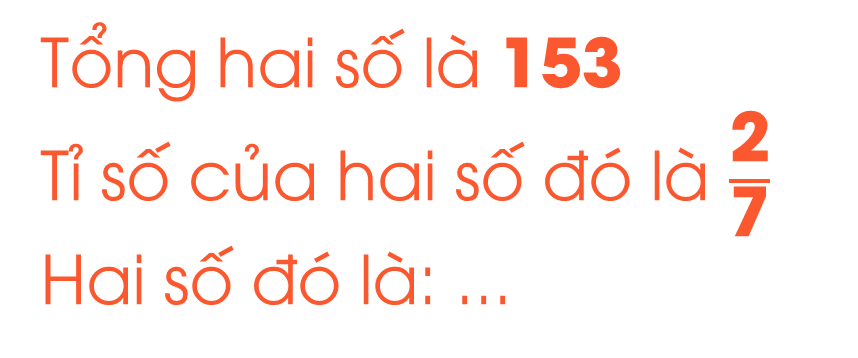 Tổng hai số là 153
Tỉ số của hai số đó là 2/7
Hai số đó là: ...